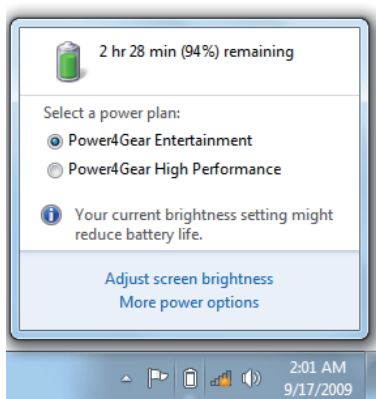 2 hr 28 min (94%) remaining
Select a power plan:
Power4Gear Entertainment
Power4Gear High Performance
Your current brightness setting might
reduce battery life.
Adjust screen brightness
More power options
2:01 AM
9/17/2009